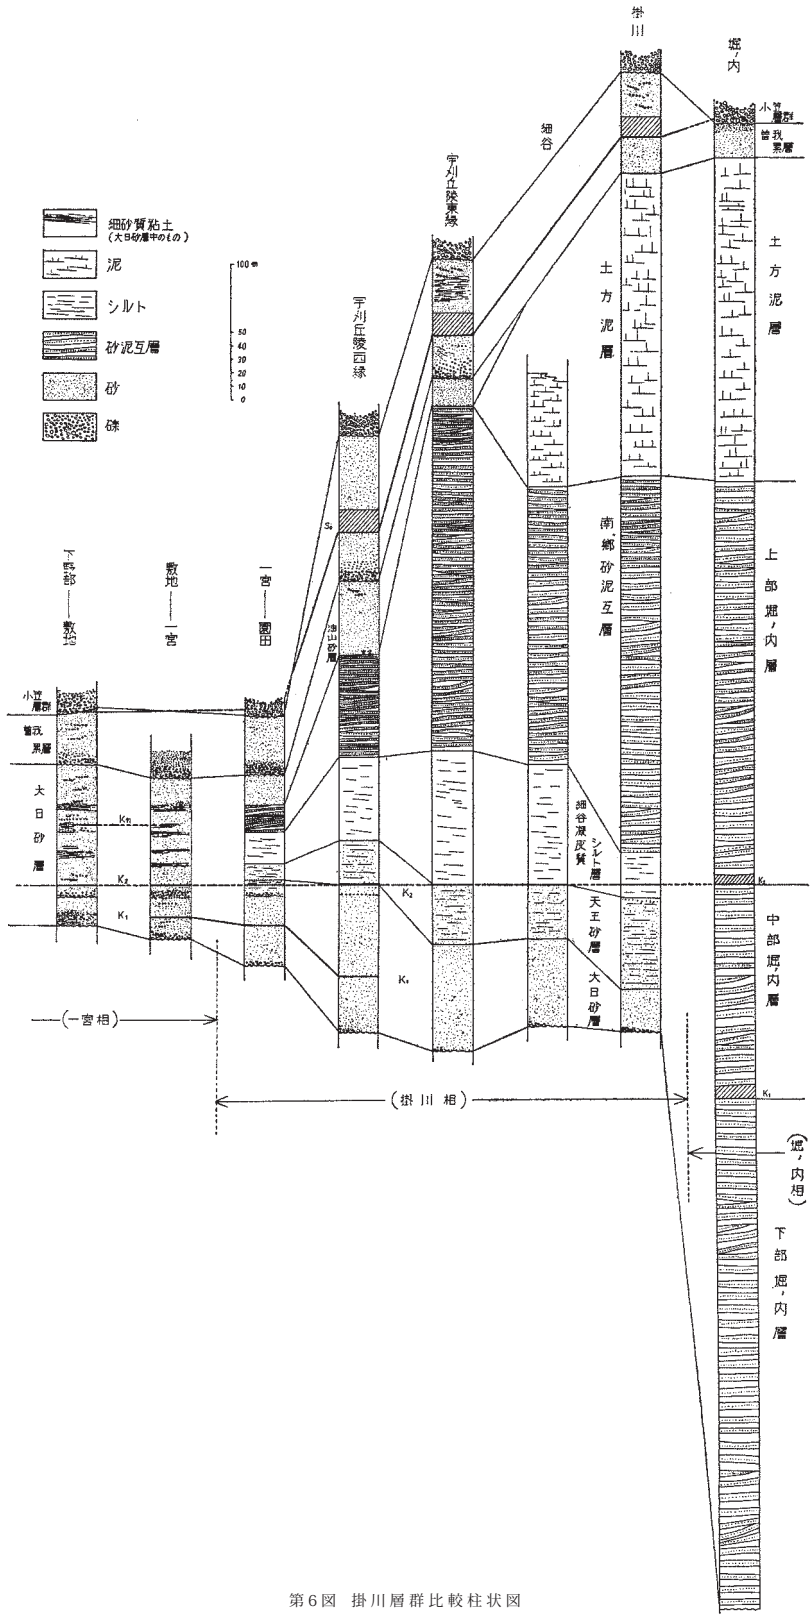 掛川
堀ノ内
細谷
宇刈丘陵東縁
宇刈丘陵西縁
一宮——園田
敷地——一宮
下野部——敷地
細砂質粘土
(大日砂層中のもの)
泥
シルト
砂泥互層
砂
礫
100 m
50
40
30
20
10
0
小笠層群
曽我累層
土方泥層
土方泥層
南郷砂泥互層
上部堀ノ内層
油山砂層
小笠層群
曽我累層
大日砂層
K₂
K₁
K₂
細谷凝灰質シルト層
天王砂層
大日砂層
中部堀ノ内層
K₁
(一宮相)
(掛川相)
(堀ノ内相)
下部堀ノ内層
第6図 掛川層群比較柱状図